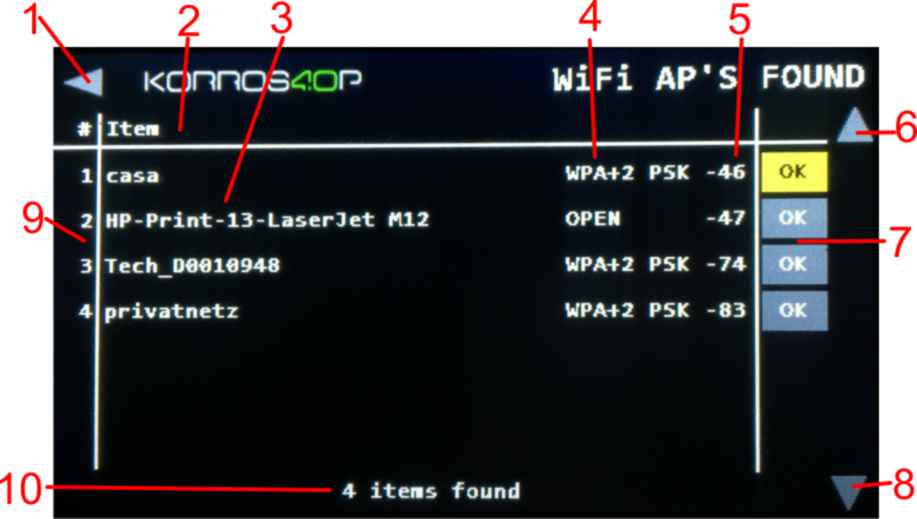 1 2 3 4 5
KORROS4.0P WiFi AP'S FOUND
# Item 6
1 casa WPA+2 PSK -46 OK
2 HP-Print-13-LaserJet M12 OPEN -47 OK
9 7
3 Tech_D0010948 WPA+2 PSK -74 OK
4 privatnetz WPA+2 PSK -83 OK
10 4 items found 8